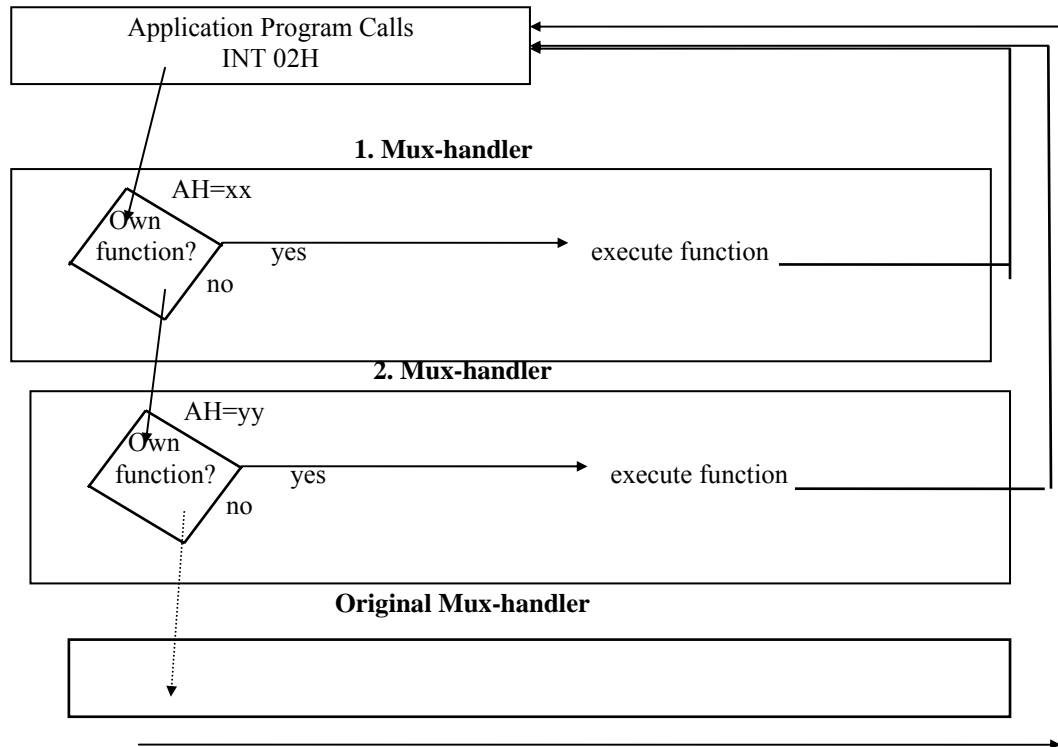 Application Program Calls
INT 02H
1. Mux-handler
AH=xx
Own
function?
yes
execute function
no
2. Mux-handler
AH=yy
Own
function?
yes
execute function
no
Original Mux-handler